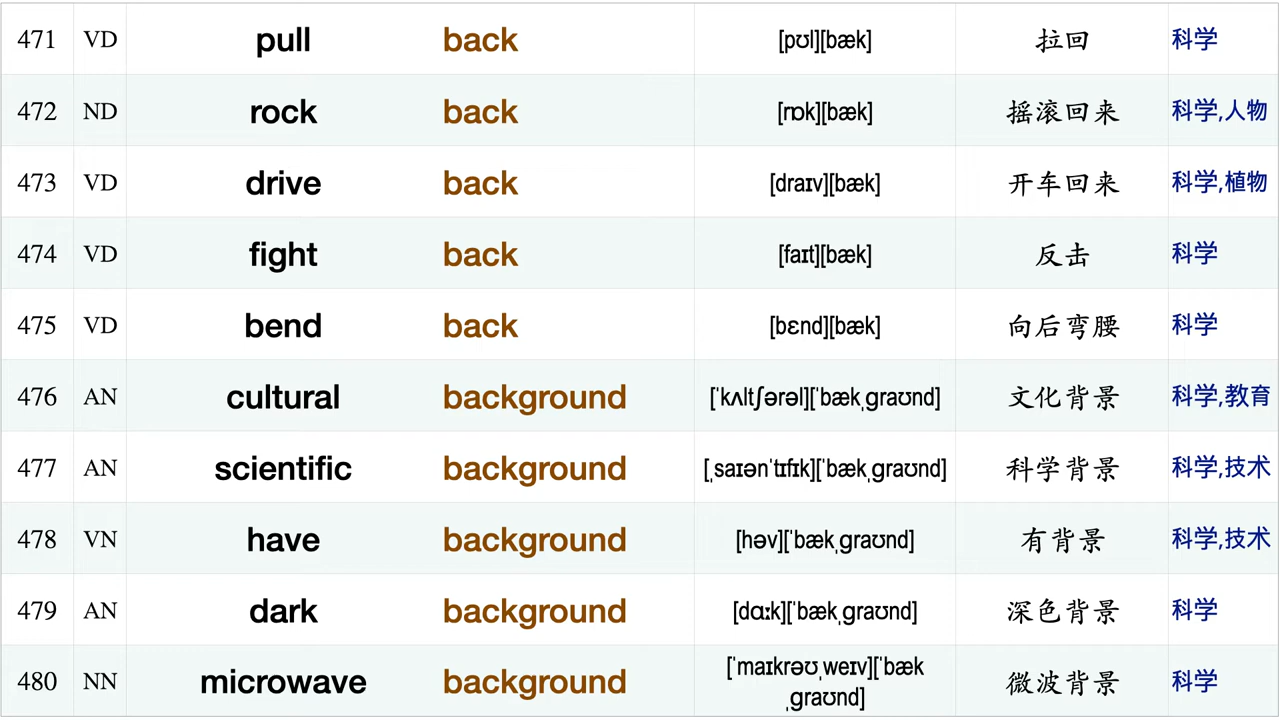 471 VD pull back [pʊl][bæk] 拉回 科学
472 ND rock back [rɒk][bæk] 摇滚回来 科学,人物
473 VD drive back [draɪv][bæk] 开车回来 科学,植物
474 VD fight back [faɪt][bæk] 反击 科学
475 VD bend back [bɛnd][bæk] 向后弯腰 科学
476 AN cultural background [ˈkʌltʃərəl][ˈbækˌgraʊnd] 文化背景 科学,教育
477 AN scientific background [ˌsaɪənˈtɪfɪk][ˈbækˌgraʊnd] 科学背景 科学,技术
478 VN have background [həv][ˈbækˌgraʊnd] 有背景 科学,技术
479 AN dark background [dɑːk][ˈbækˌgraʊnd] 深色背景 科学
480 NN microwave background [ˈmaɪkrəʊˌweɪv][ˈbæk
ˌgraʊnd] 微波背景 科学